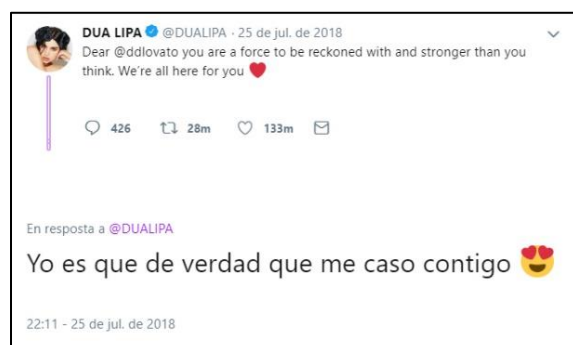 DUA LIPA @DUALIPA · 25 de jul. de 2018
Dear @ddlovato you are a force to be reckoned with and stronger than you
think. We're all here for you ❤️
426 28m 133m
En resposta a @DUALIPA
Yo es que de verdad que me caso contigo 😍
22:11 - 25 de jul. de 2018